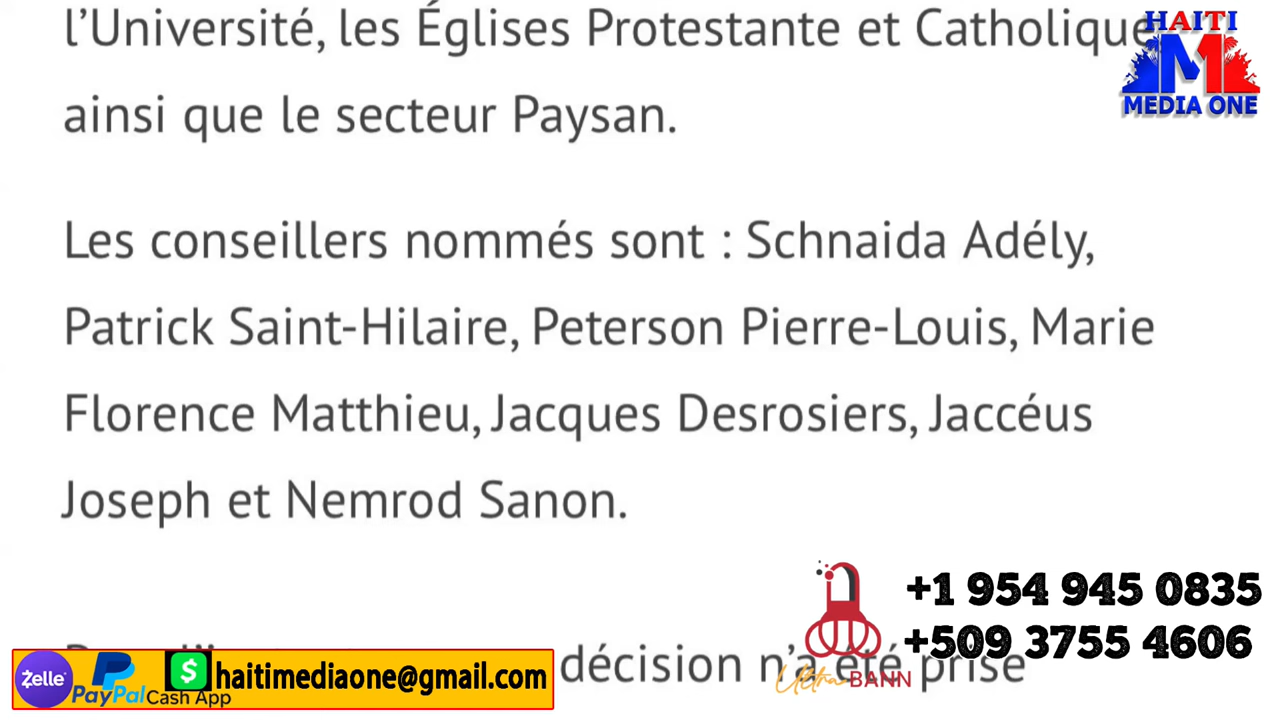 l’Université, les Églises Protestante et Catholique
ainsi que le secteur Paysan.
Les conseillers nommés sont : Schnaida Adély,
Patrick Saint-Hilaire, Peterson Pierre-Louis, Marie
Florence Matthieu, Jacques Desrosiers, Jaccéus
Joseph et Nemrod Sanon.
décision n’a été prise
HAITI
M
MEDIA ONE
+1 954 945 0835
+509 3755 4606
Ultra BANN
Zelle
PayPal
$
Cash App
haitimediaone@gmail.com